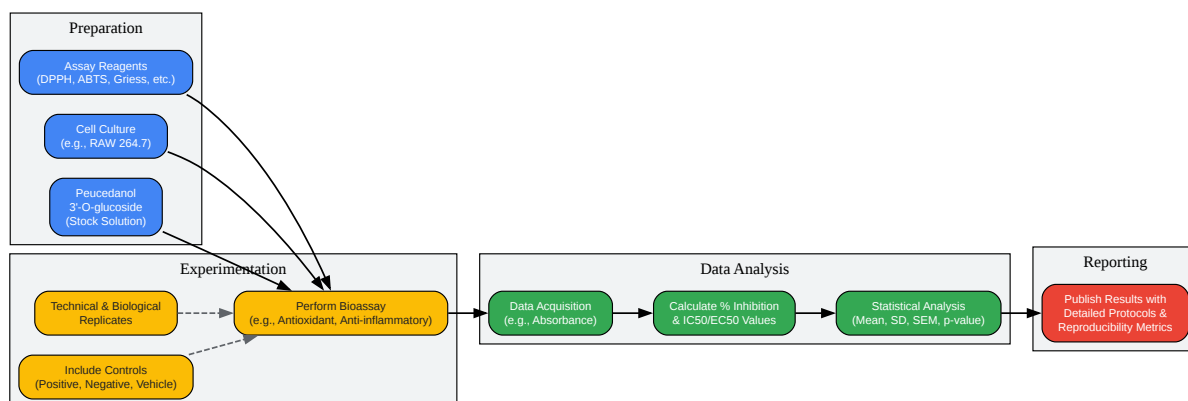 Preparation
Assay Reagents
(DPPH, ABTS, Griess, etc.)
Cell Culture
(e.g., RAW 264.7)
Peucedanol
3'-O-glucoside
(Stock Solution)
Experimentation
Technical & Biological
Replicates
Perform Bioassay
(e.g., Antioxidant, Anti-inflammatory)
Include Controls
(Positive, Negative, Vehicle)
Data Analysis
Data Acquisition
(e.g., Absorbance)
Calculate % Inhibition
& IC50/EC50 Values
Statistical Analysis
(Mean, SD, SEM, p-value)
Reporting
Publish Results with
Detailed Protocols &
Reproducibility Metrics